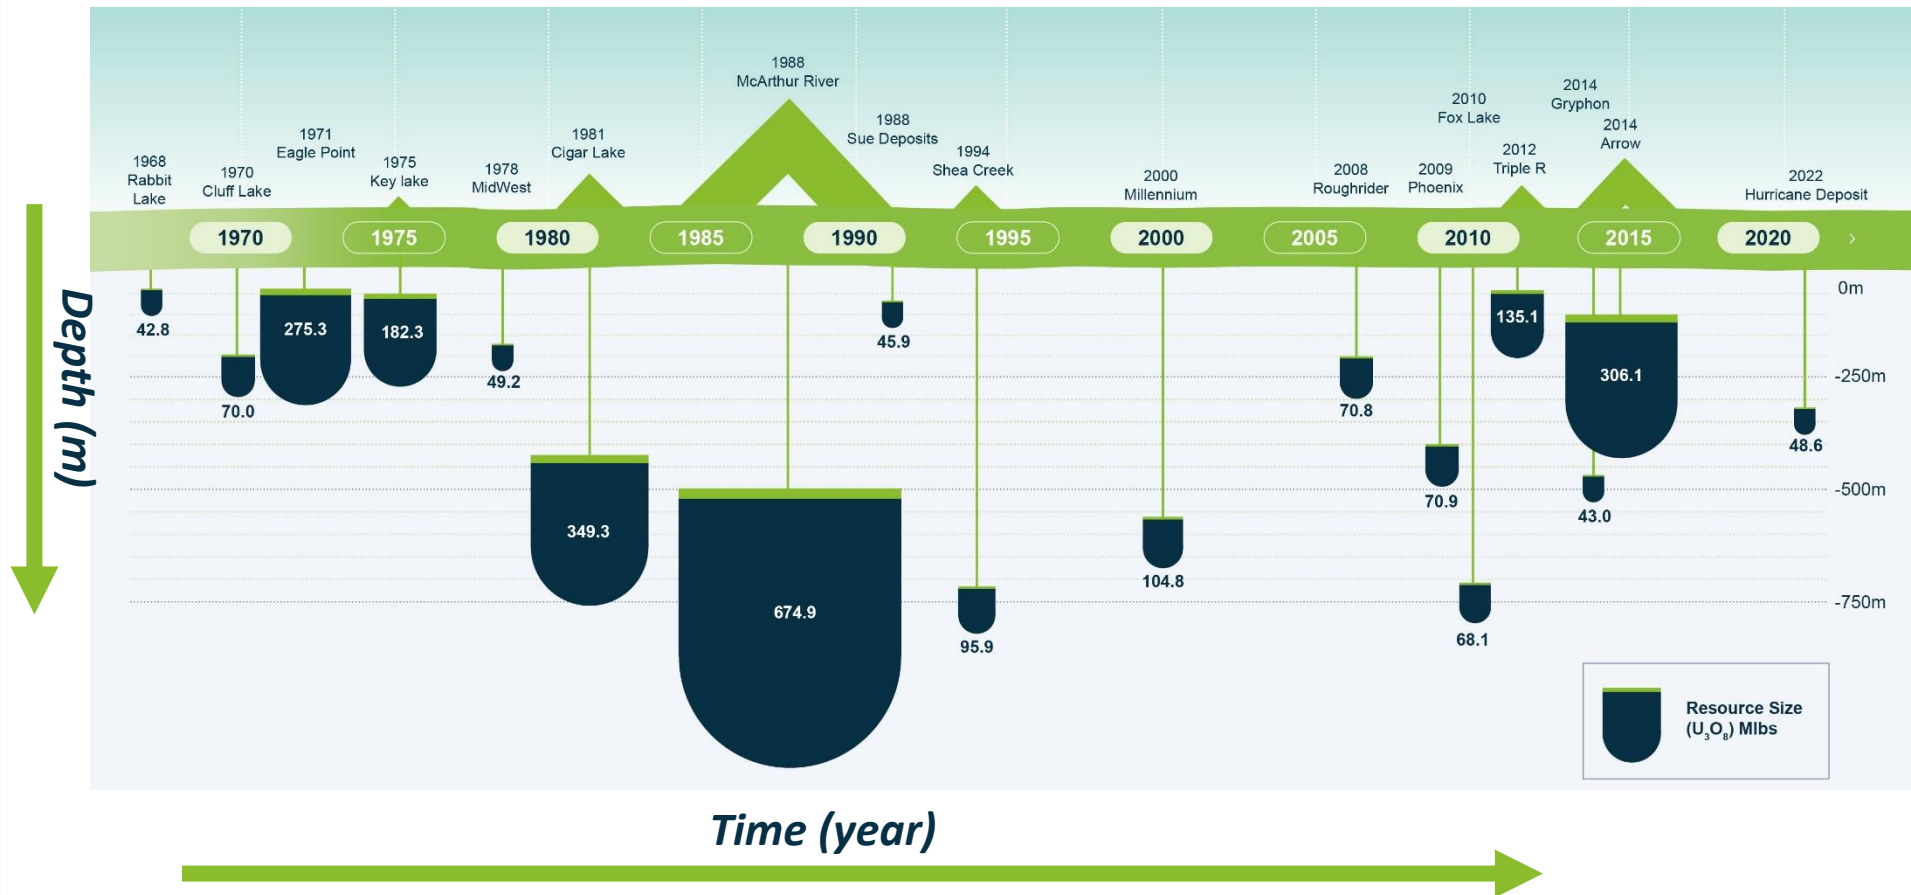 1968
Rabbit
Lake
1970
Cluff Lake
1971
Eagle Point
1975
Key lake
1978
MidWest
1981
Cigar Lake
1988
McArthur River
1988
Sue Deposits
1994
Shea Creek
2000
Millennium
2008
Roughrider
2009
Phoenix
2010
Fox Lake
2012
Triple R
2014
Gryphon
2014
Arrow
2022
Hurricane Deposit
1970
1975
1980
1985
1990
1995
2000
2005
2010
2015
2020
>
Depth (m)
0m
-250m
-500m
-750m
42.8
70.0
275.3
182.3
49.2
349.3
674.9
45.9
95.9
104.8
70.8
70.9
68.1
135.1
43.0
306.1
48.6
Resource Size
(U₃O₈) Mlbs
Time (year)